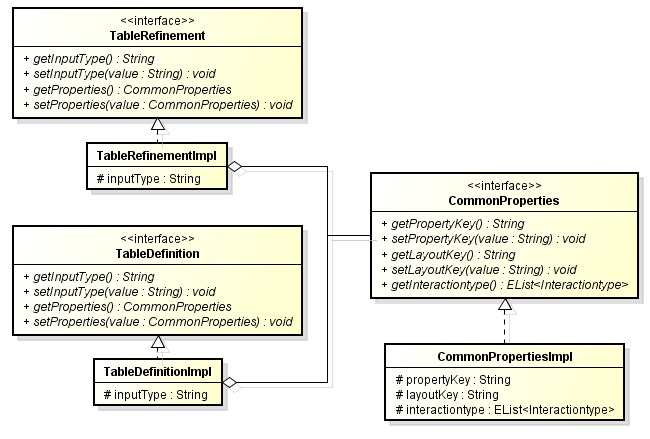 <<interface>>
TableRefinement
+ getInputType() : String
+ setInputType(value : String) : void
+ getProperties() : CommonProperties
+ setProperties(value : CommonProperties) : void
TableRefinementImpl
# inputType : String
<<interface>>
TableDefinition
+ getInputType() : String
+ setInputType(value : String) : void
+ getProperties() : CommonProperties
+ setProperties(value : CommonProperties) : void
TableDefinitionImpl
# inputType : String
<<interface>>
CommonProperties
+ getPropertyKey() : String
+ setPropertyKey(value : String) : void
+ getLayoutKey() : String
+ setLayoutKey(value : String) : void
+ getInteractiontype() : EList<Interactiontype>
CommonPropertiesImpl
# propertyKey : String
# layoutKey : String
# interactiontype : EList<Interactiontype>